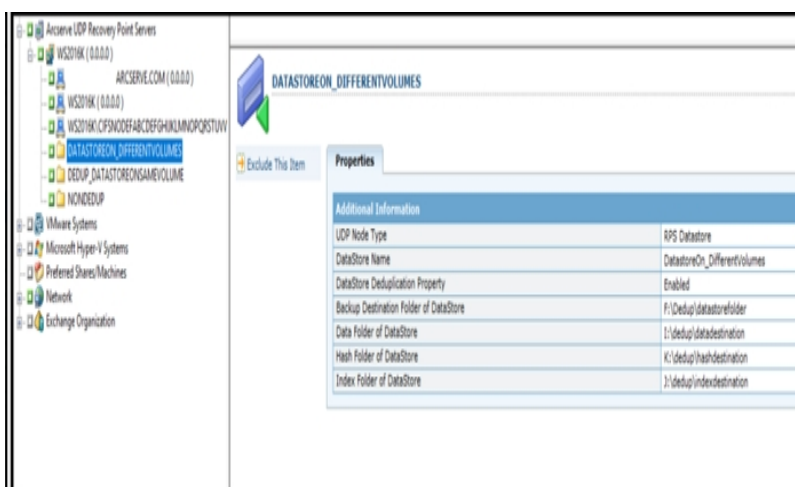 Arcserve UDP Recovery Point Servers
WS2016K ( 0.0.0.0 )
ARCSERVE.COM ( 0.0.0.0 )
WS2016K ( 0.0.0.0 )
WS2016K\CIFSNODEFABCDEFGHIJKLMNOPQRSTUVV
DATASTOREON_DIFFERENTVOLUMES
DEDUP_DATASTOREONSAMEVOLUME
NONDEDUP
VMware Systems
Microsoft Hyper-V Systems
Preferred Shares/Machines
Network
Exchange Organization
DATASTOREON_DIFFERENTVOLUMES
Exclude This Item
Properties
Additional Information
UDP Node Type RPS Datastore
DataStore Name DatastoreOn_DifferentVolumes
DataStore Deduplication Property Enabled
Backup Destination Folder of DataStore F:\Dedup\datastorefolder
Data Folder of DataStore I:\dedup\datadestination
Hash Folder of DataStore K:\dedup\hashdestination
Index Folder of DataStore J:\dedup\indexdestination